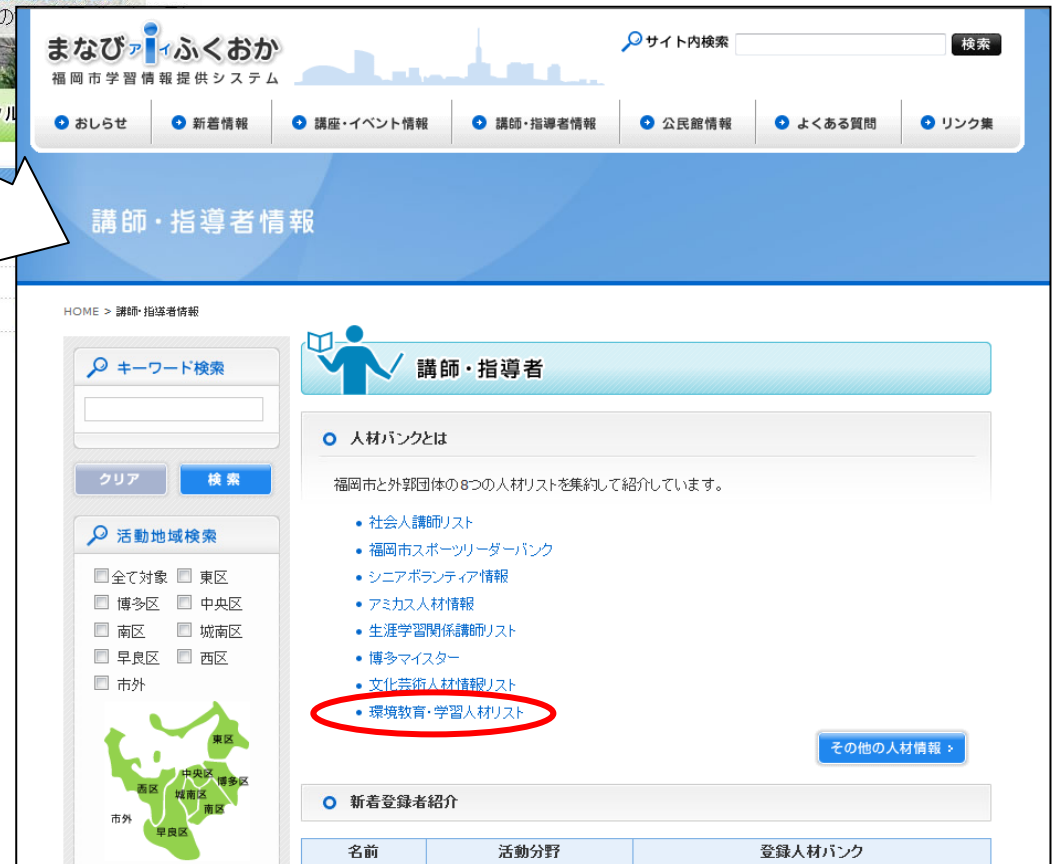 の
まなびアiィふくおか
福岡市学習情報提供システム
サイト内検索
検索
おしらせ
新着情報
講座・イベント情報
講師・指導者情報
公民館情報
よくある質問
リンク集
ル
講師・指導者情報
HOME > 講師・指導者情報
キーワード検索
クリア
検索
活動地域検索
全て対象 東区
博多区 中央区
南区 城南区
早良区 西区
市外
東区
中央区
博多区
西区
城南区
南区
市外
早良区
講師・指導者
人材バンクとは
福岡市と外郭団体の8つの人材リストを集約して紹介しています。
・社会人講師リスト
・福岡市スポーツリーダーバンク
・シニアボランティア情報
・アミカス人材情報
・生涯学習関係講師リスト
・博多マイスター
・文化芸術人材情報リスト
・環境教育・学習人材リスト
その他の人材情報 >
新着登録者紹介
名前 活動分野 登録人材バンク